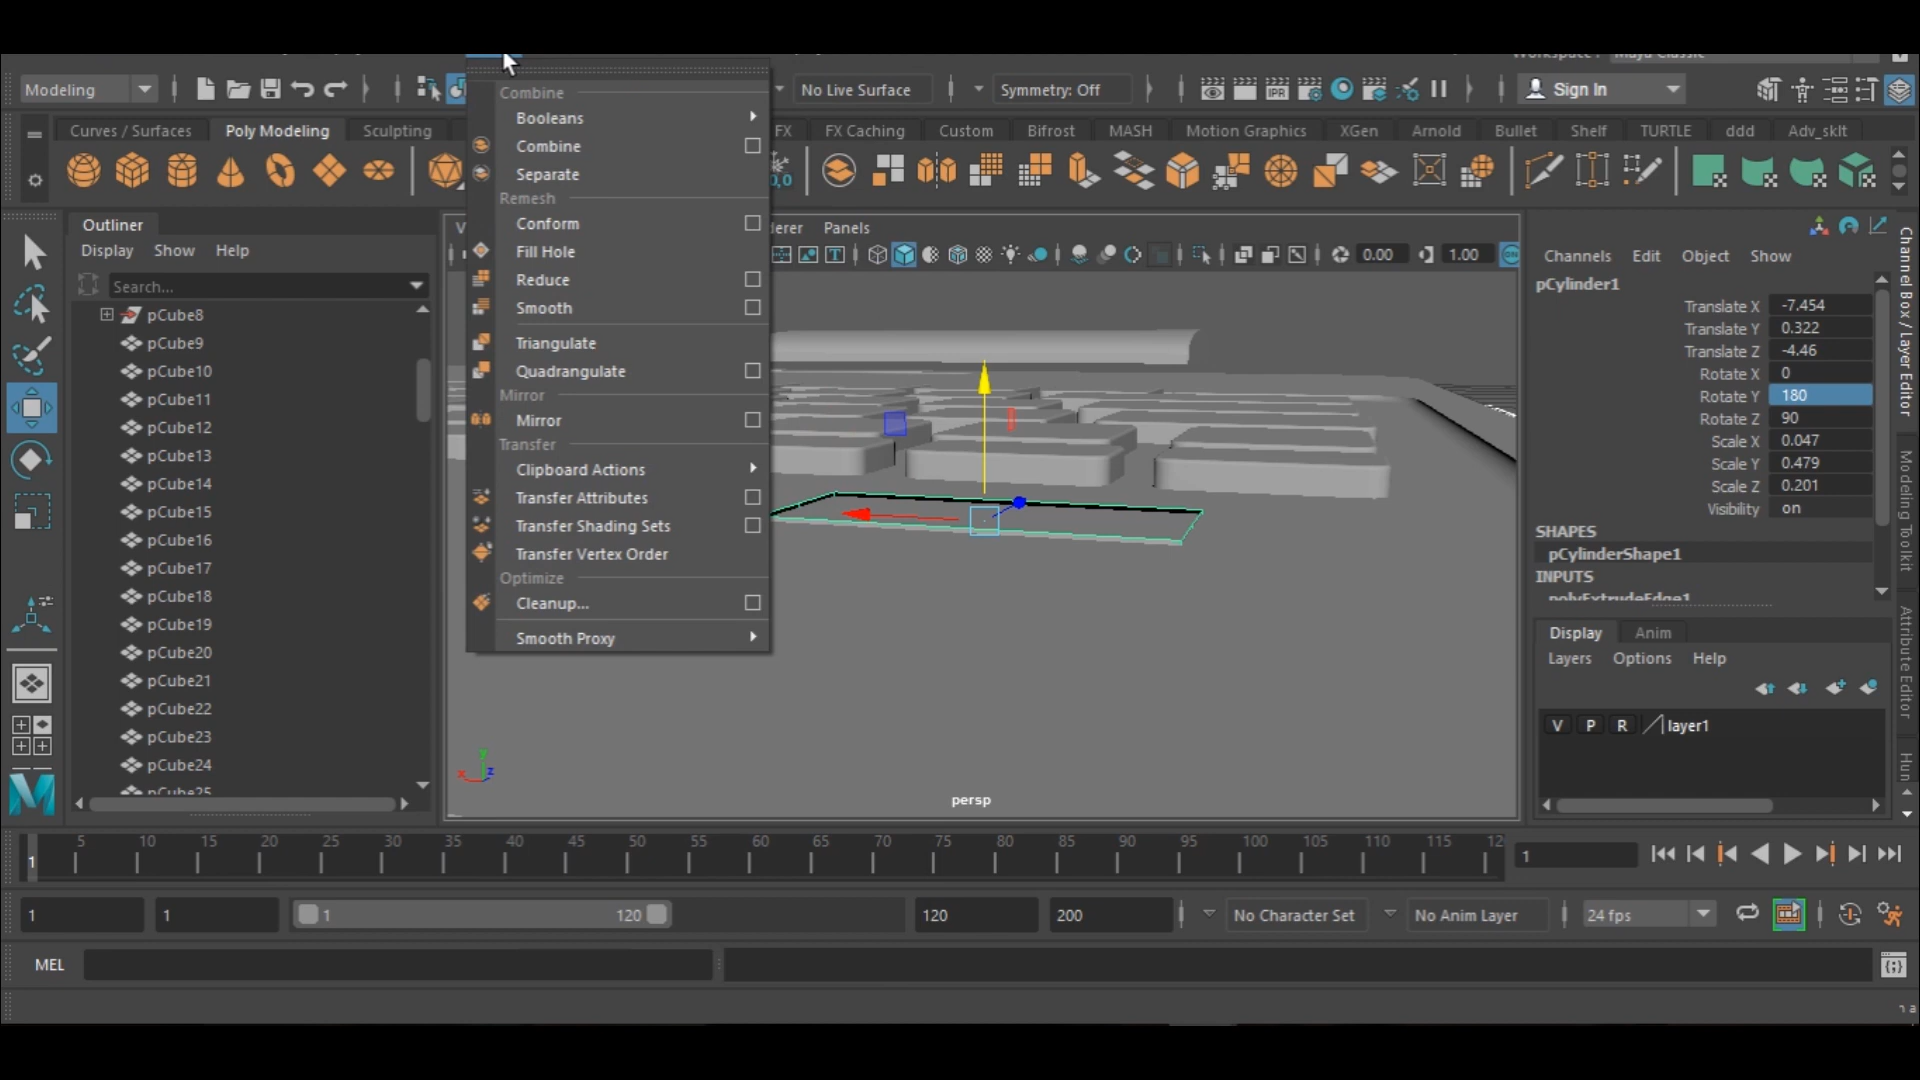 Modeling
No Live Surface
Symmetry: Off
Sign In
Curves / Surfaces
Poly Modeling
Sculpting
FX
FX Caching
Custom
Bifrost
MASH
Motion Graphics
XGen
Arnold
Bullet
Shelf
TURTLE
ddd
Adv_sklt
Combine
Booleans
Combine
Separate
Remesh
Conform
Fill Hole
Reduce
Smooth
Triangulate
Quadrangulate
Mirror
Mirror
Transfer
Clipboard Actions
Transfer Attributes
Transfer Shading Sets
Transfer Vertex Order
Optimize
Cleanup...
Smooth Proxy
Outliner
Display Show Help
Search...
pCube8
pCube9
pCube10
pCube11
pCube12
pCube13
pCube14
pCube15
pCube16
pCube17
pCube18
pCube19
pCube20
pCube21
pCube22
pCube23
pCube24
pCube25
Panels
0.00
1.00
persp
Channels Edit Object Show
pCylinder1
Translate X -7.454
Translate Y 0.322
Translate Z -4.46
Rotate X 0
Rotate Y 180
Rotate Z 90
Scale X 0.047
Scale Y 0.479
Scale Z 0.201
Visibility on
SHAPES
pCylinderShape1
INPUTS
polyExtrudeEdge1
Display Anim
Layers Options Help
V P R layer1
Channel Box / Layer Editor
Modeling Toolkit
Attribute Editor
5 10 15 20 25 30 35 40 45 50 55 60 65 70 75 80 85 90 95 100 105 110 115 12
1
1
1 1 1 120 120 200 No Character Set No Anim Layer 24 fps
MEL